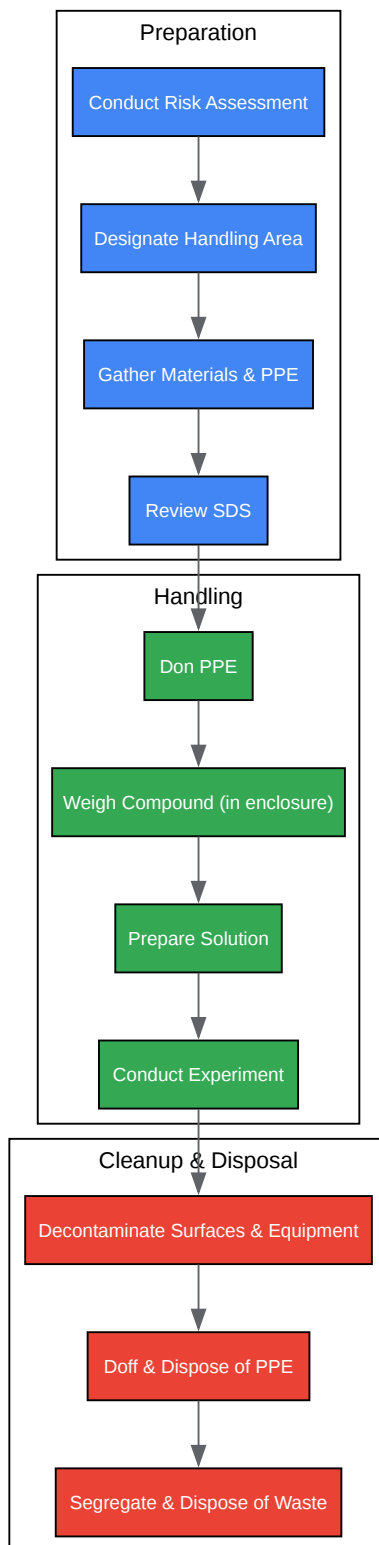 Preparation
Conduct Risk Assessment
Designate Handling Area
Gather Materials & PPE
Review SDS
Handling
Don PPE
Weigh Compound (in enclosure)
Prepare Solution
Conduct Experiment
Cleanup & Disposal
Decontaminate Surfaces & Equipment
Doff & Dispose of PPE
Segregate & Dispose of Waste